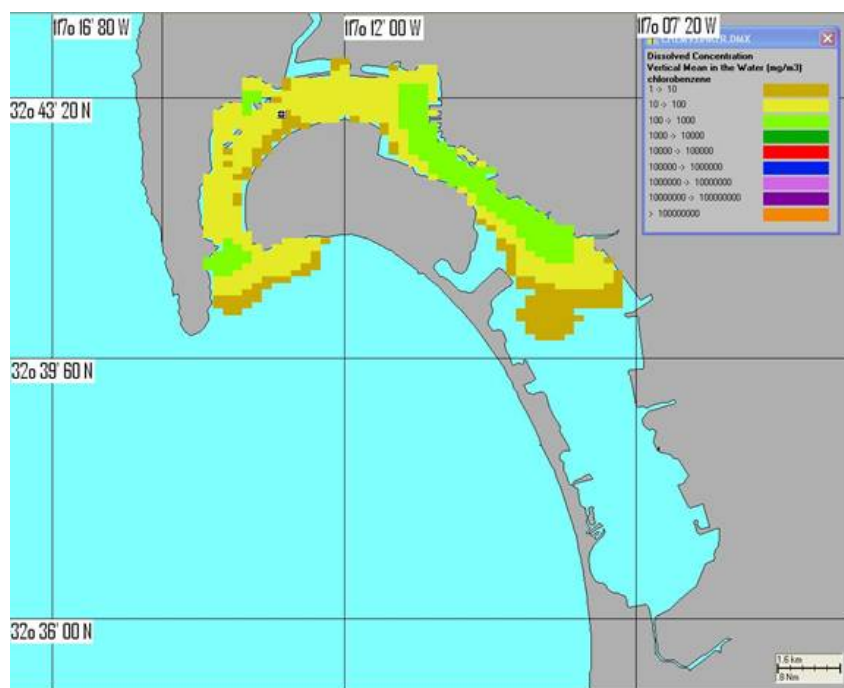 117o 16' 80 W
117o 12' 00 W
117o 07' 20 W
32o 43' 20 N
32o 39' 60 N
32o 36' 00 N
Dissolved Concentration
Vertical Mean in the Water (mg/m3)
chlorobenzene
1 -> 10
10 -> 100
100 -> 1000
1000 -> 10000
10000 -> 100000
100000 -> 1000000
1000000 -> 10000000
10000000 -> 100000000
> 100000000
1.6 km
.8 Nm